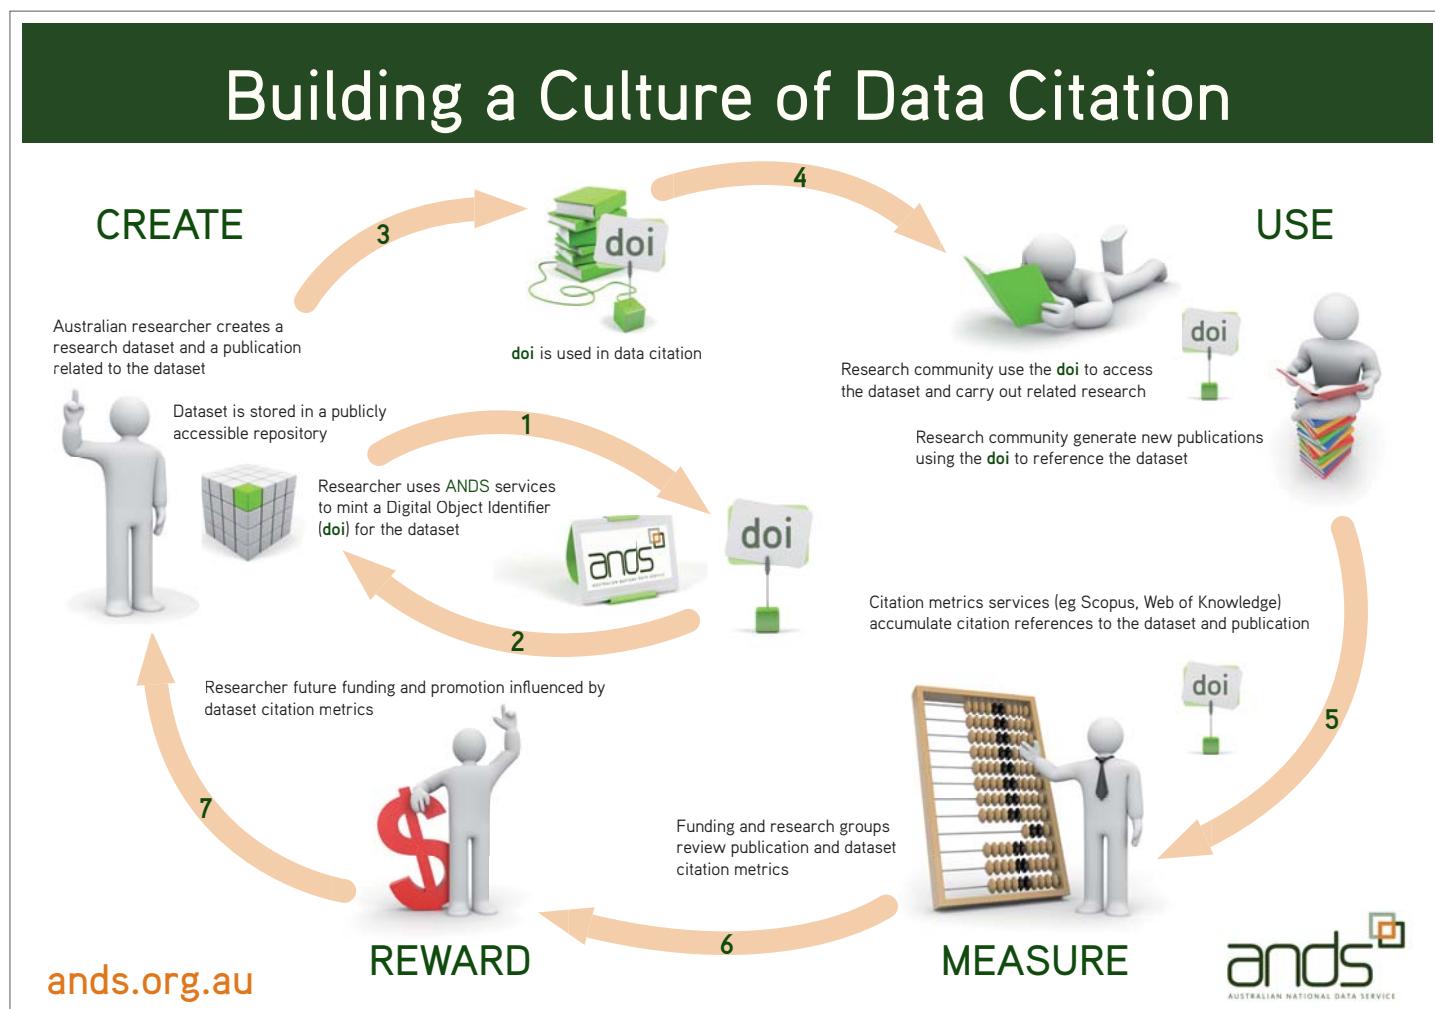 Building a Culture of Data Citation
CREATE
3
doi
4
USE
Australian researcher creates a
research dataset and a publication
related to the dataset
doi is used in data citation
doi
Research community use the doi to access
the dataset and carry out related research
Dataset is stored in a publicly
accessible repository
1
Research community generate new publications
using the doi to reference the dataset
Researcher uses ANDS services
to mint a Digital Object Identifier
(doi) for the dataset
ands
AUSTRALIAN NATIONAL DATA SERVICE
doi
2
Citation metrics services (eg Scopus, Web of Knowledge)
accumulate citation references to the dataset and publication
doi
5
Researcher future funding and promotion influenced by
dataset citation metrics
7
$
Funding and research groups
review publication and dataset
citation metrics
6
REWARD
MEASURE
ands.org.au
ands
AUSTRALIAN NATIONAL DATA SERVICE